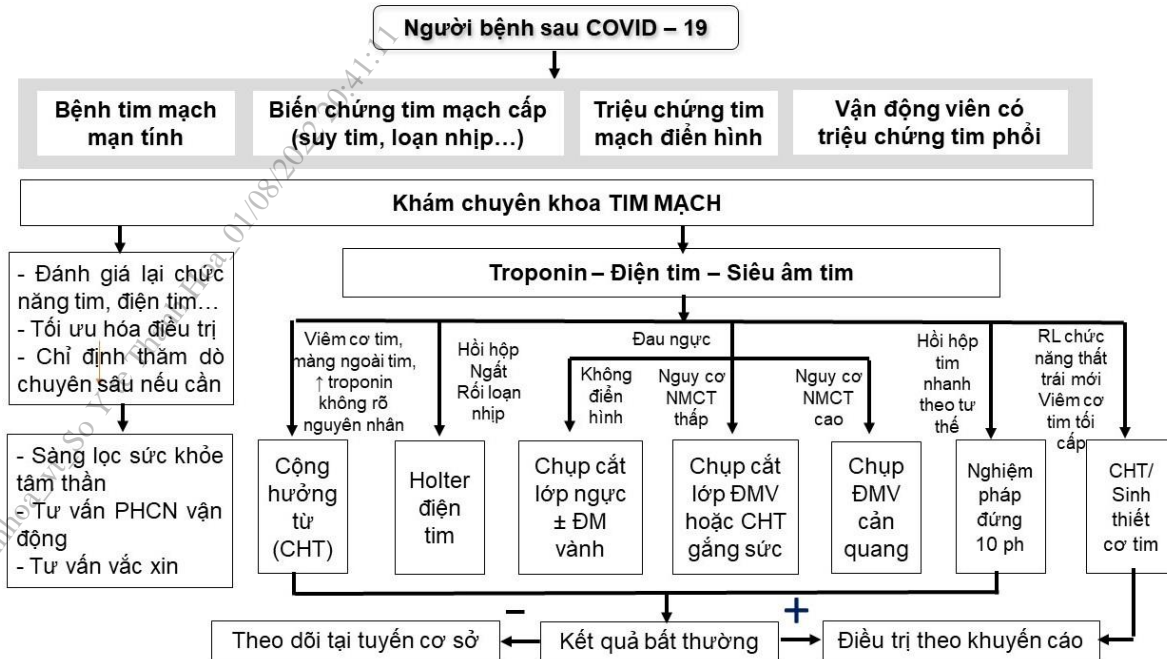 Người bệnh sau COVID – 19
Bệnh tim mạch
mạn tính
Biến chứng tim mạch cấp
(suy tim, loạn nhịp…)
Triệu chứng tim
mạch điển hình
Vận động viên có
triệu chứng tim phổi
Khám chuyên khoa TIM MẠCH
- Đánh giá lại chức
năng tim, điện tim…
- Tối ưu hóa điều trị
- Chỉ định thăm dò
chuyên sâu nếu cần
- Sàng lọc sức khỏe
tâm thần
- Tư vấn PHCN vận
động
- Tư vấn vắc xin
Troponin – Điện tim – Siêu âm tim
Viêm cơ tim,
màng ngoài tim,
↑ troponin
không rõ
nguyên nhân
Hồi hộp
Ngất
Rối loạn
nhịp
Đau ngực
Không điển
hình
Nguy cơ
NMCT
thấp
Nguy cơ
NMCT
cao
Hồi hộp
tim
nhanh
theo tư
thế
RL chức
năng thất
trái mới
Viêm cơ
tim tối
cấp
Cộng
hưởng
từ
(CHT)
Holter
điện
tim
Chụp cắt
lớp ngực
± ĐM
vành
Chụp cắt
lớp ĐMV
hoặc CHT
gắng sức
Chụp
ĐMV
cản
quang
Nghiệm
pháp
đứng
10 ph
CHT/
Sinh
thiết
cơ tim
Theo dõi tại tuyến cơ sở
–
Kết quả bất thường
+
Điều trị theo khuyến cáo
So Y te Thanh Hoa_01/08/2022 20:41:11